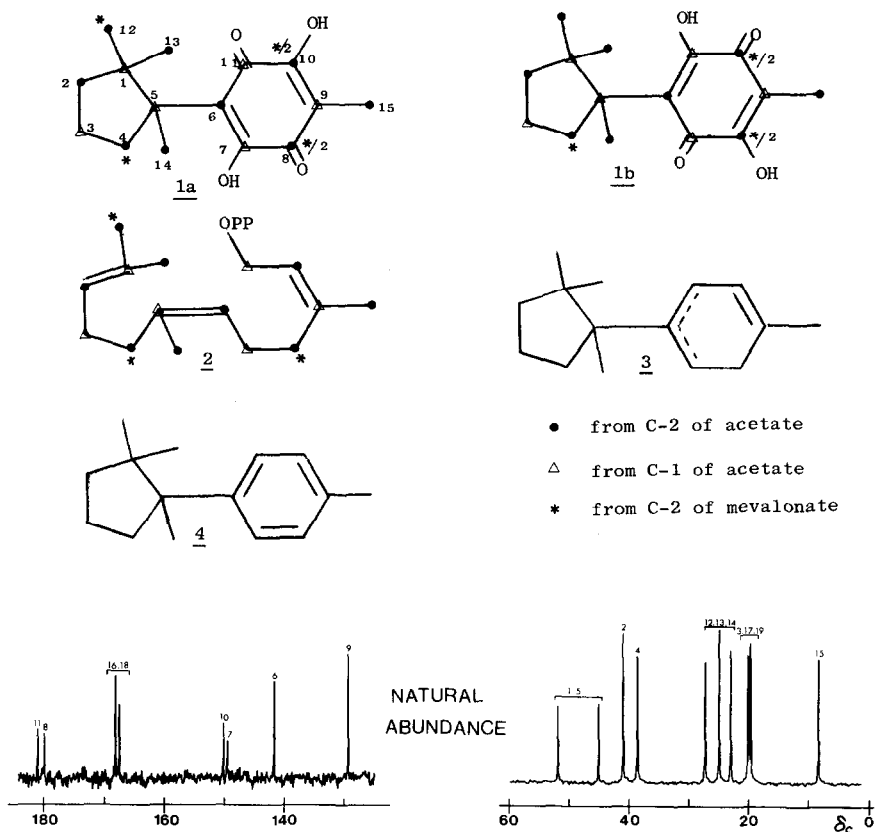 * 12
13
2
1
3
4
*
5
14
O
11
*/2
10
OH
6
9
15
7
8
*/2
O
OH
1a
OH
O
*/2
*/2
*
O
OH
1b
*
OPP
*
*
2
3
4
● from C-2 of acetate
△ from C-1 of acetate
* from C-2 of mevalonate
NATURAL
ABUNDANCE
11
8
16.18
10
7
6
9
180
160
140
1.5
2
4
12.13.14
3.17.19
15
60
40
20
0
δc